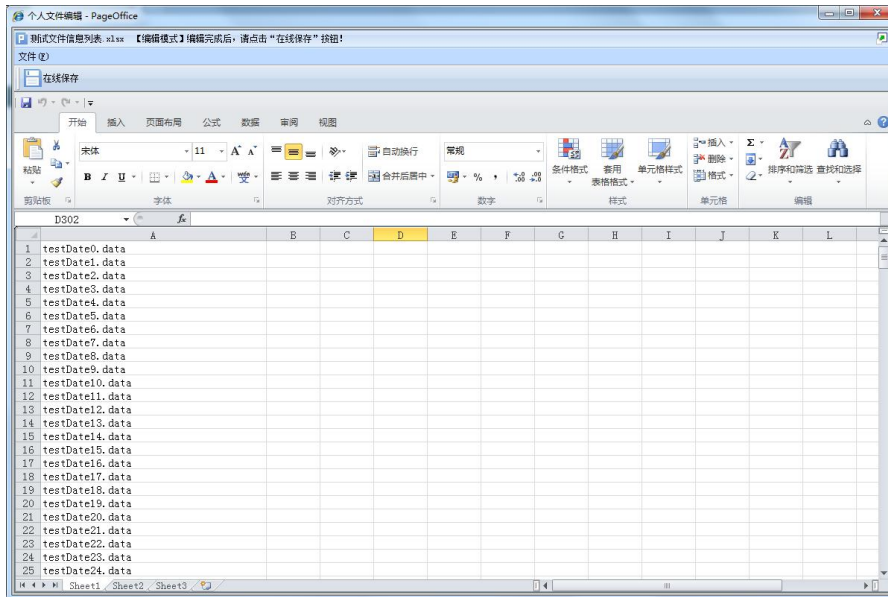 个人文件编辑 - PageOffice
测试文件信息列表.xlsx 【编辑模式】编辑完成后，请点击“在线保存”按钮！
文件(F)
在线保存
开始 插入 页面布局 公式 数据 审阅 视图
宋体 11 A A 自动换行 常规 插入 Σ
粘贴 B I U A 合并后居中 % , 条件格式 套用表格格式 单元格样式 删除 格式 排序和筛选 查找和选择
剪贴板 字体 对齐方式 数字 样式 单元格 编辑
D302 fx
A B C D E F G H I J K L
1 testDate0.data
2 testDate1.data
3 testDate2.data
4 testDate3.data
5 testDate4.data
6 testDate5.data
7 testDate6.data
8 testDate7.data
9 testDate8.data
10 testDate9.data
11 testDate10.data
12 testDate11.data
13 testDate12.data
14 testDate13.data
15 testDate14.data
16 testDate15.data
17 testDate16.data
18 testDate17.data
19 testDate18.data
20 testDate19.data
21 testDate20.data
22 testDate21.data
23 testDate22.data
24 testDate23.data
25 testDate24.data
Sheet1 Sheet2 Sheet3